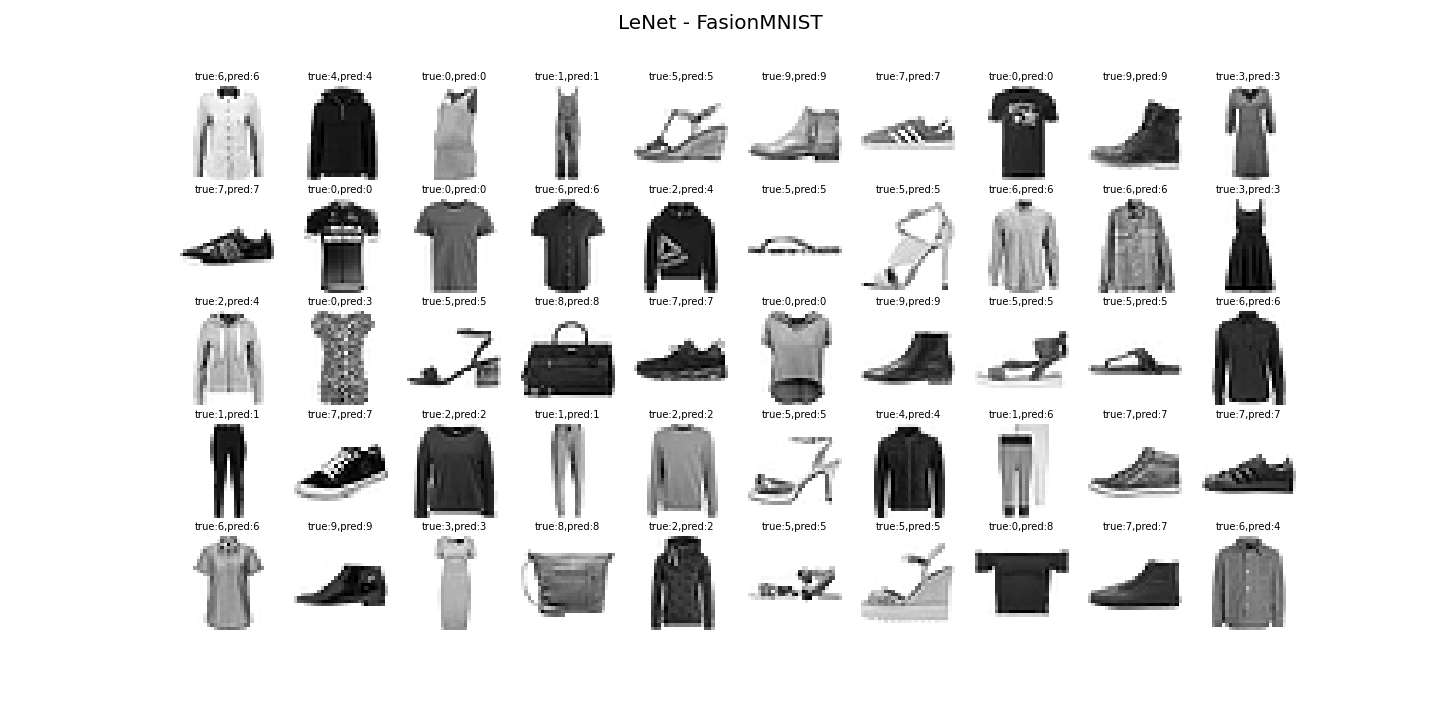 LeNet - FasionMNIST
true:6,pred:6 true:4,pred:4 true:0,pred:0 true:1,pred:1 true:5,pred:5 true:9,pred:9 true:7,pred:7 true:0,pred:0 true:9,pred:9 true:3,pred:3
true:7,pred:7 true:0,pred:0 true:0,pred:0 true:6,pred:6 true:2,pred:4 true:5,pred:5 true:5,pred:5 true:6,pred:6 true:6,pred:6 true:3,pred:3
true:2,pred:4 true:0,pred:3 true:5,pred:5 true:8,pred:8 true:7,pred:7 true:0,pred:0 true:9,pred:9 true:5,pred:5 true:5,pred:5 true:6,pred:6
true:1,pred:1 true:7,pred:7 true:2,pred:2 true:1,pred:1 true:2,pred:2 true:5,pred:5 true:4,pred:4 true:1,pred:6 true:7,pred:7 true:7,pred:7
true:6,pred:6 true:9,pred:9 true:3,pred:3 true:8,pred:8 true:2,pred:2 true:5,pred:5 true:5,pred:5 true:0,pred:8 true:7,pred:7 true:6,pred:4